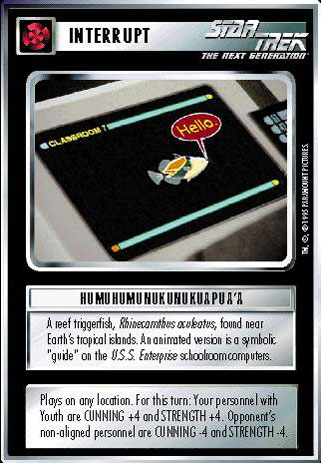 INTERRUPT
STAR TREK
THE NEXT GENERATION®
CLASSROOM 7
Hello.
TM, ®, © 1995 PARAMOUNT PICTURES.
HUMUHUMUNUKUNUKUAPUA'A
A reef triggerfish, Rhinecanthus aculeatus, found near
Earth's tropical islands. An animated version is a symbolic
"guide" on the U.S.S. Enterprise schoolroom computers.
Plays on any location. For this turn: Your personnel with
Youth are CUNNING +4 and STRENGTH +4. Opponent's
non-aligned personnel are CUNNING -4 and STRENGTH -4.